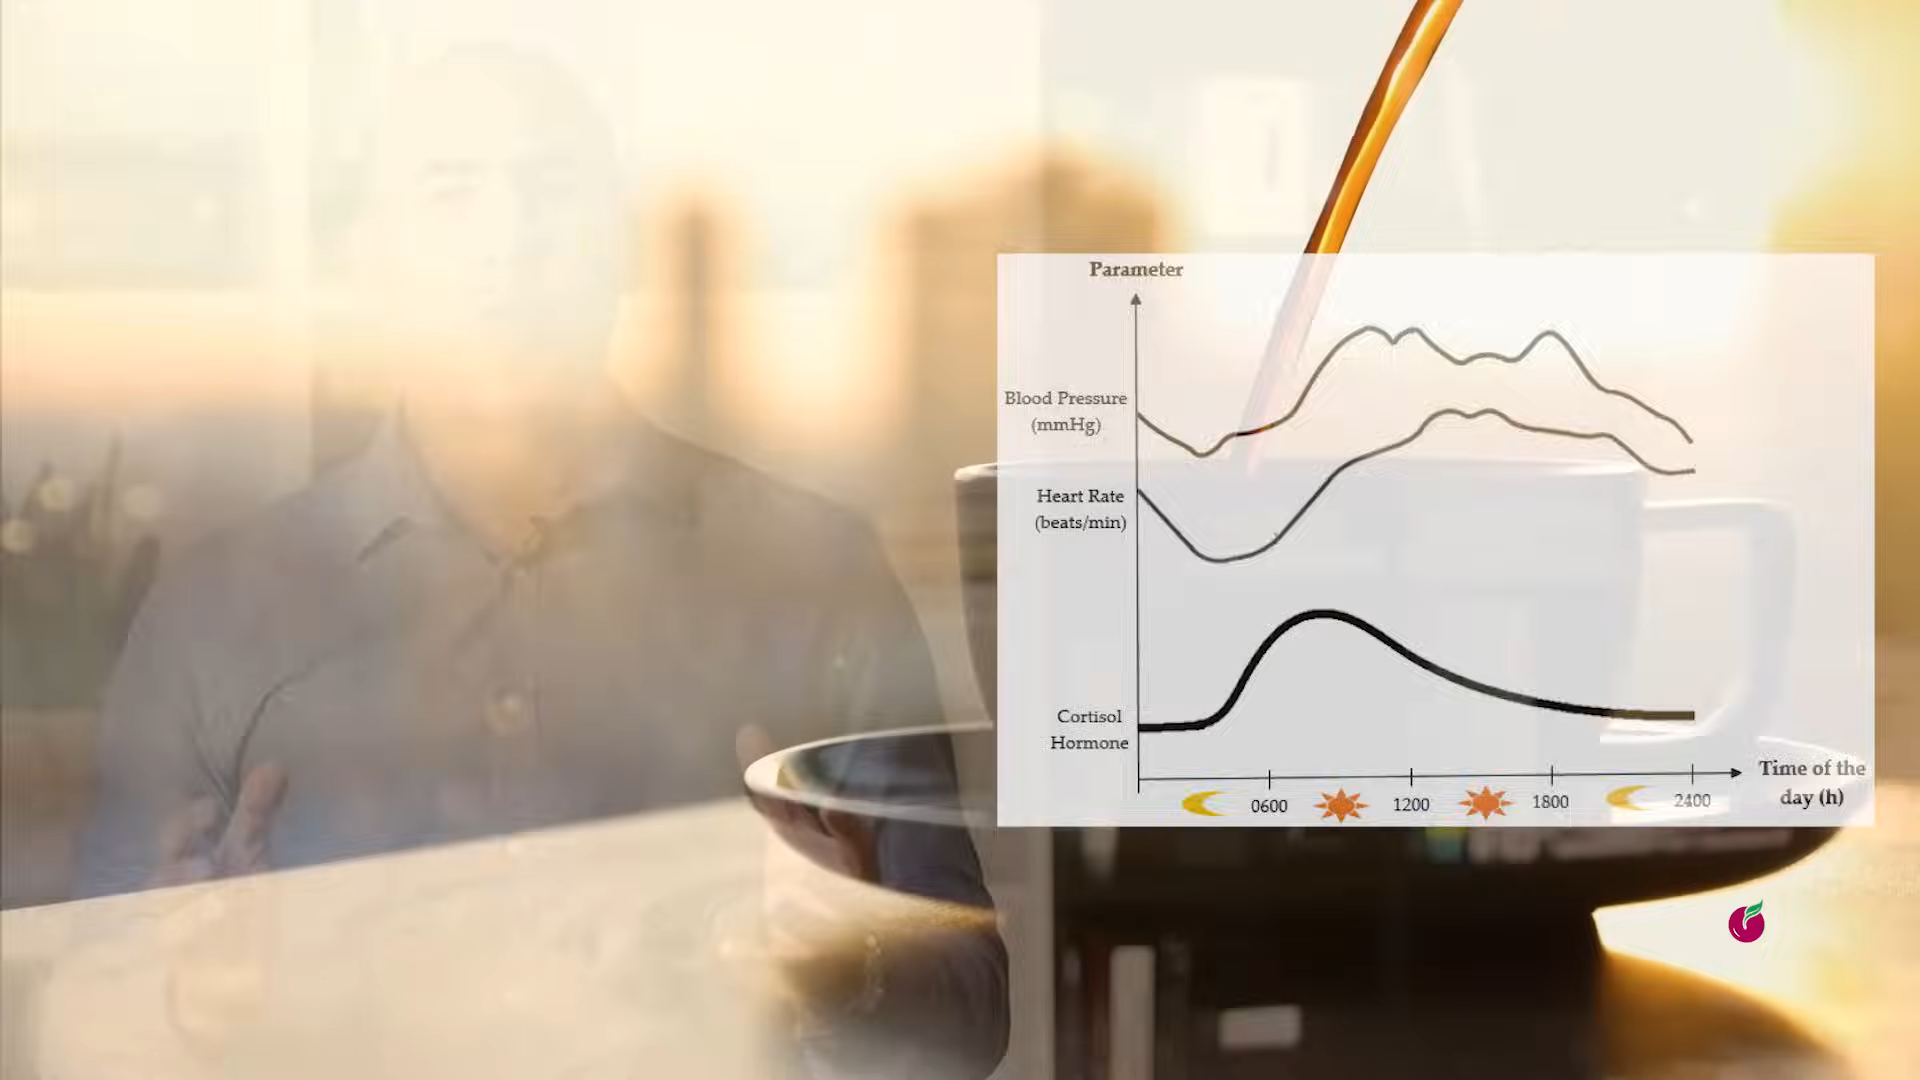 Parameter
Blood Pressure
(mmHg)
Heart Rate
(beats/min)
Cortisol
Hormone
0600
1200
1800
2400
Time of the
day (h)